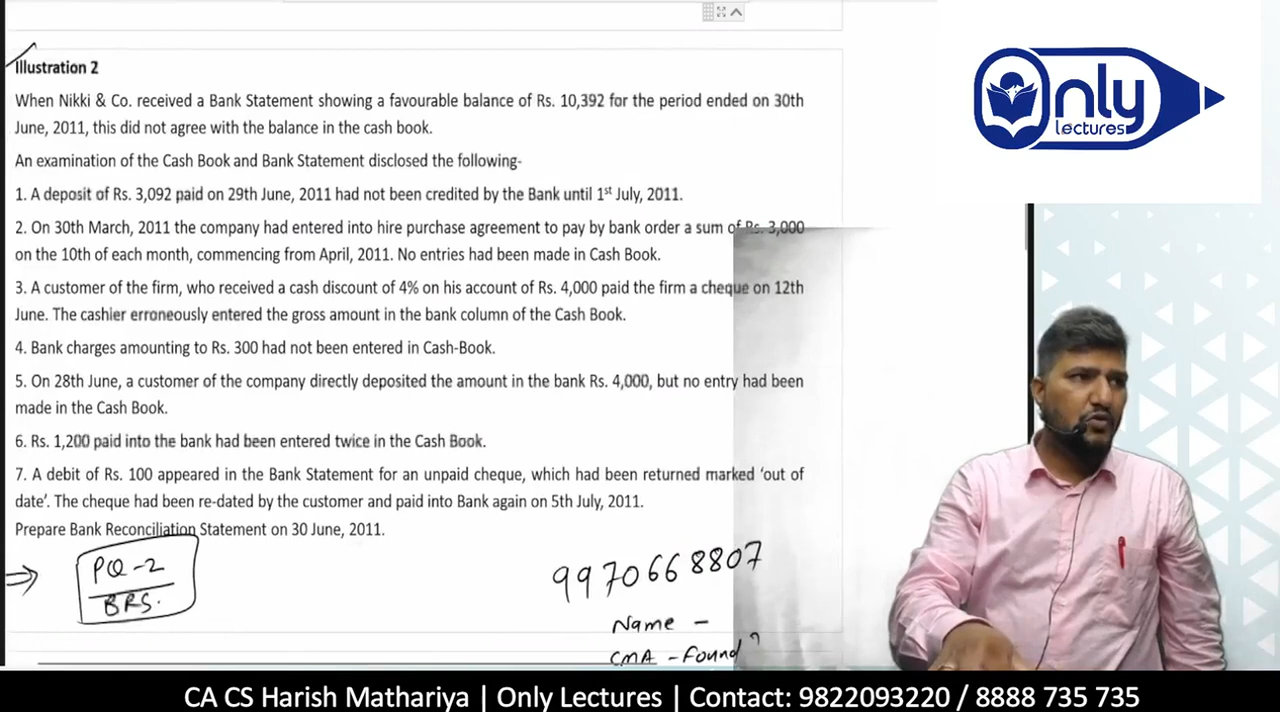 Illustration 2
When Nikki & Co. received a Bank Statement showing a favourable balance of Rs. 10,392 for the period ended on 30th
June, 2011, this did not agree with the balance in the cash book.
An examination of the Cash Book and Bank Statement disclosed the following-
1. A deposit of Rs. 3,092 paid on 29th June, 2011 had not been credited by the Bank until 1st July, 2011.
2. On 30th March, 2011 the company had entered into hire purchase agreement to pay by bank order a sum of Rs. 3,000
on the 10th of each month, commencing from April, 2011. No entries had been made in Cash Book.
3. A customer of the firm, who received a cash discount of 4% on his account of Rs. 4,000 paid the firm a cheque on 12th
June. The cashier erroneously entered the gross amount in the bank column of the Cash Book.
4. Bank charges amounting to Rs. 300 had not been entered in Cash-Book.
5. On 28th June, a customer of the company directly deposited the amount in the bank Rs. 4,000, but no entry had been
made in the Cash Book.
6. Rs. 1,200 paid into the bank had been entered twice in the Cash Book.
7. A debit of Rs. 100 appeared in the Bank Statement for an unpaid cheque, which had been returned marked ‘out of
date’. The cheque had been re-dated by the customer and paid into Bank again on 5th July, 2011.
Prepare Bank Reconciliation Statement on 30 June, 2011.
PQ-2
BRS.
9970668807
Name -
CMA - Found
Only
lectures
CA CS Harish Mathariya | Only Lectures | Contact: 9822093220 / 8888 735 735